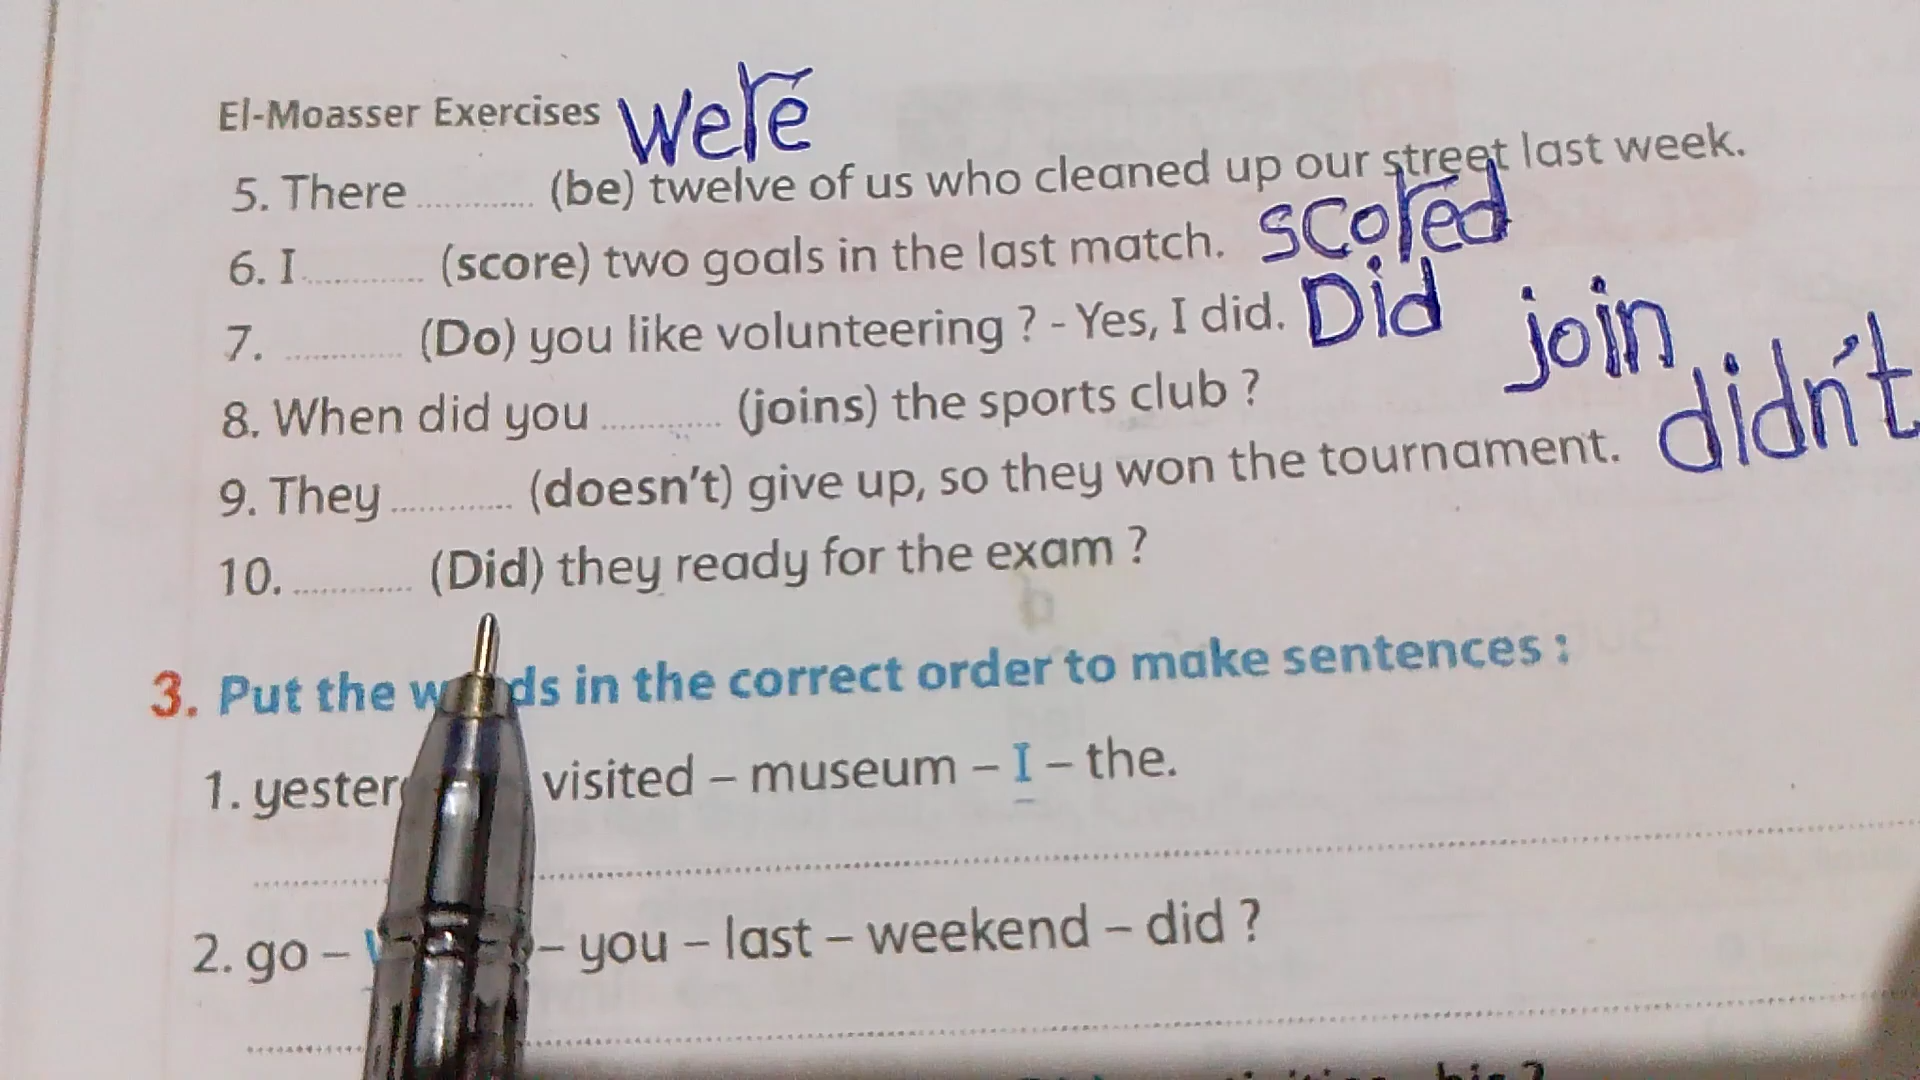 El-Moasser Exercises were
5. There ............ (be) twelve of us who cleaned up our street last week.
6. I ............ (score) two goals in the last match. scored
7. ............ (Do) you like volunteering ? - Yes, I did. Did
8. When did you ............ (joins) the sports club ? join
9. They ............ (doesn't) give up, so they won the tournament. didn't
10. ............ (Did) they ready for the exam ?
3. Put the in the correct order to make sentences :
1. visited – museum – I – the.
2. go – – you – last – weekend – did ?